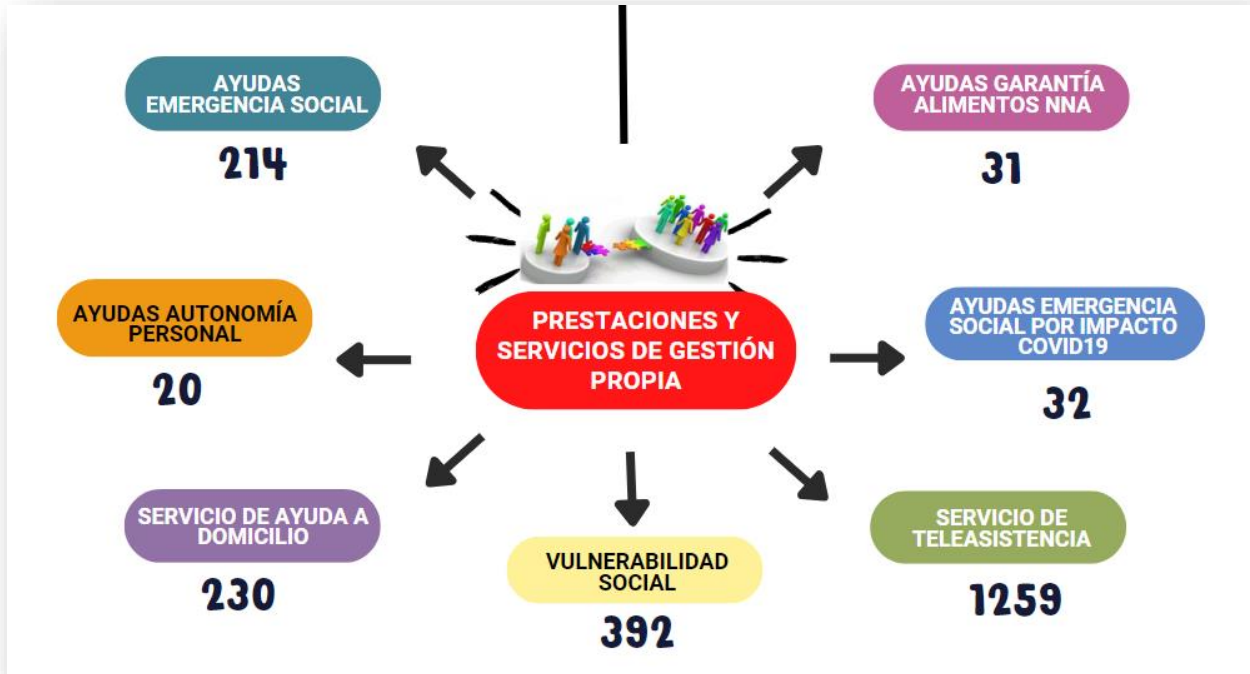 AYUDAS
EMERGENCIA SOCIAL
214
AYUDAS GARANTÍA
ALIMENTOS NNA
31
AYUDAS AUTONOMÍA
PERSONAL
20
PRESTACIONES Y
SERVICIOS DE GESTIÓN
PROPIA
AYUDAS EMERGENCIA
SOCIAL POR IMPACTO
COVID19
32
SERVICIO DE AYUDA A
DOMICILIO
230
VULNERABILIDAD
SOCIAL
392
SERVICIO DE
TELEASISTENCIA
1259